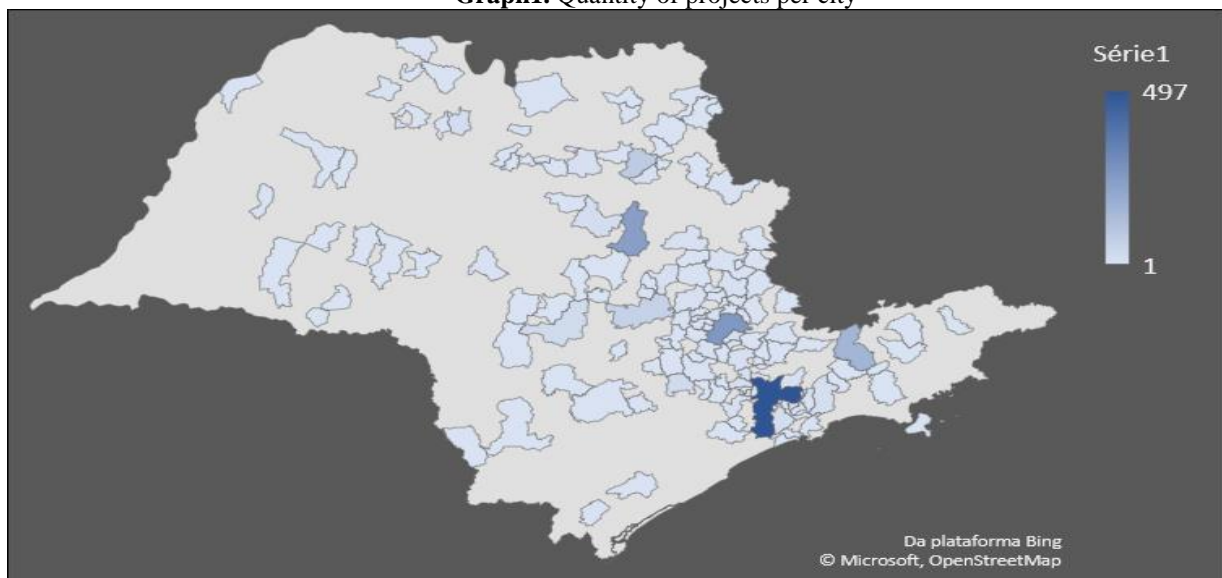 Graph1. Quantity of projects per city
Série1
497
1
Da plataforma Bing
© Microsoft, OpenStreetMap